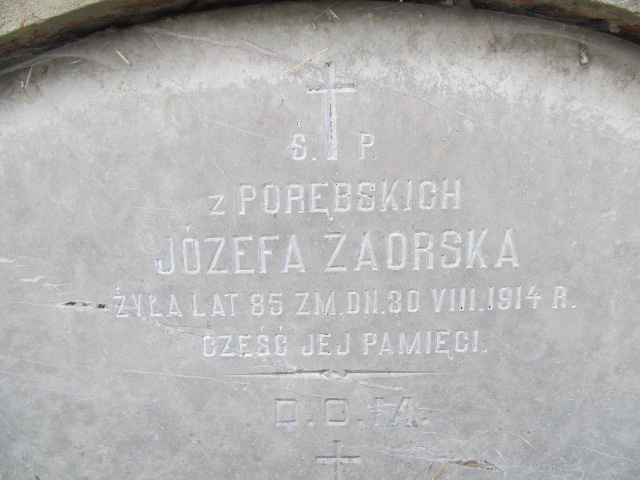 Ś. P.
z PORĘBSKICH
JÓZEFA ZAORSKA
ŻYŁA LAT 85 ZM. DN. 30 VIII. 1914 R.
CZEŚĆ JEJ PAMIĘCI.
D. O. M.